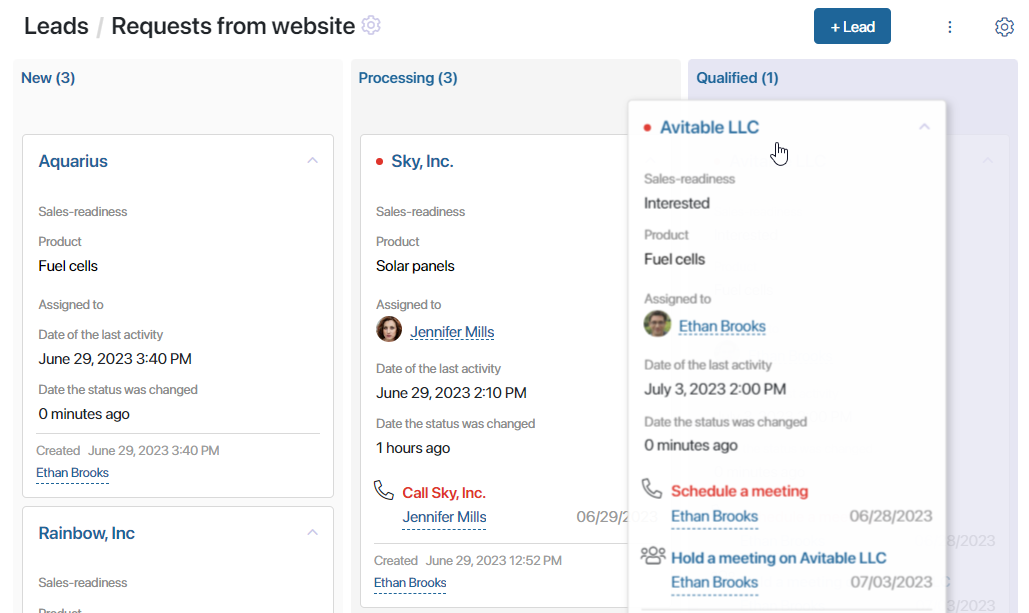 Leads / Requests from website
+ Lead
New (3)
Aquarius
Sales-readiness
Product
Fuel cells
Assigned to
Date of the last activity
June 29, 2023 3:40 PM
Date the status was changed
0 minutes ago
Created June 29, 2023 3:40 PM
Ethan Brooks
Rainbow, Inc
Sales-readiness
Product
Processing (3)
Sky, Inc.
Sales-readiness
Product
Solar panels
Assigned to
Jennifer Mills
Date of the last activity
June 29, 2023 2:10 PM
Date the status was changed
1 hours ago
Call Sky, Inc.
Jennifer Mills 06/29/2
Created June 29, 2023 12:52 PM
Ethan Brooks
Qualified (1)
Avitable LLC
Sales-readiness
Interested
Product
Fuel cells
Assigned to
Ethan Brooks
Date of the last activity
July 3, 2023 2:00 PM
Date the status was changed
0 minutes ago
Schedule a meeting
Ethan Brooks 06/28/2023
Hold a meeting on Avitable LLC
Ethan Brooks 07/03/2023
8/2023
3/2023